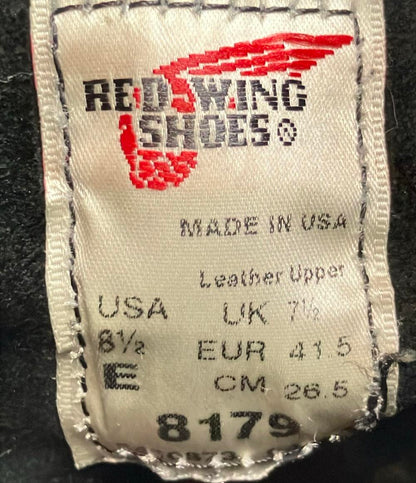 RED WING
SHOES®
MADE IN USA
Leather Upper
USA UK 7½
8½ EUR 41.5
E CM 26.5
8179